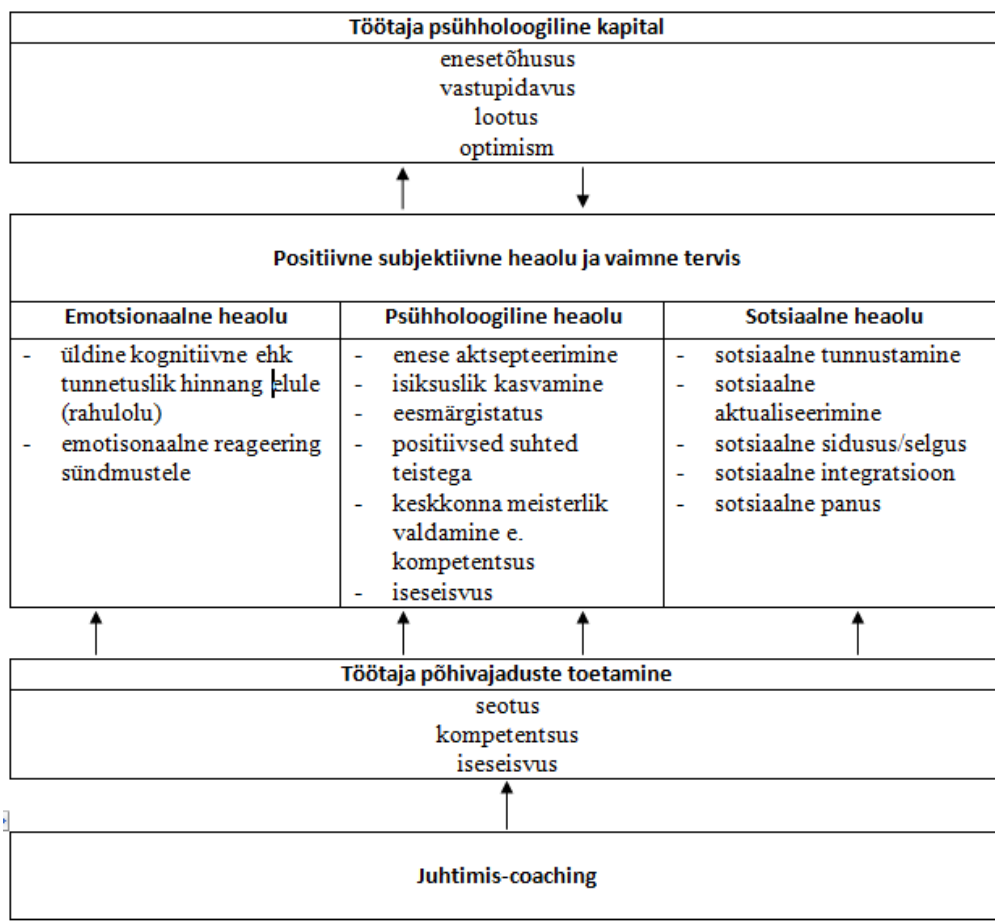 Töötaja psühholoogiline kapital
enesetõhusus
vastupidavus
lootus
optimism
Positiivne subjektiivne heaolu ja vaimne tervis
Emotsionaalne heaolu
- üldine kognitiivne ehk
tunnetuslik hinnang elule
(rahulolu)
- emotisonaalne reageering
sündmustele
Psühholoogiline heaolu
- enese aktsepteerimine
- isiksuslik kasvamine
- eesmärgistatus
- positiivsed suhted
teistega
- keskkonna meisterlik
valdamine e.
kompetentsus
- iseseisvus
Sotsiaalne heaolu
- sotsiaalne tunnustamine
- sotsiaalne
aktualiseerimine
- sotsiaalne sidusus/selgus
- sotsiaalne integratsioon
- sotsiaalne panus
Töötaja põhivajaduste toetamine
seotus
kompetentsus
iseseisvus
Juhtimis-coaching